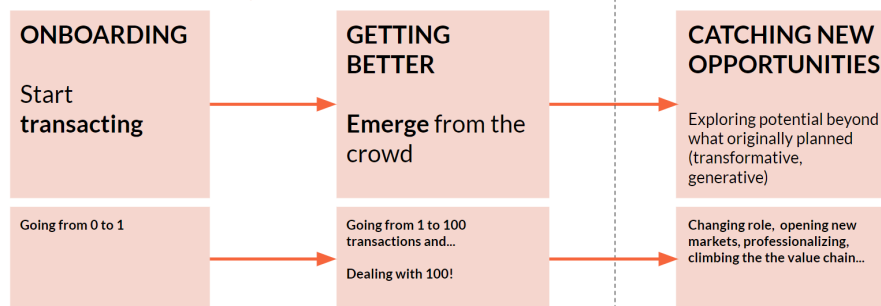 ONBOARDING
Start
transacting
GETTING
BETTER
Emerge from the
crowd
CATCHING NEW
OPPORTUNITIES
Exploring potential beyond
what originally planned
(transformative,
generative)
Going from 0 to 1
Going from 1 to 100
transactions and...
Dealing with 100!
Changing role,  opening new
markets, professionalizing,
climbing the the value chain...